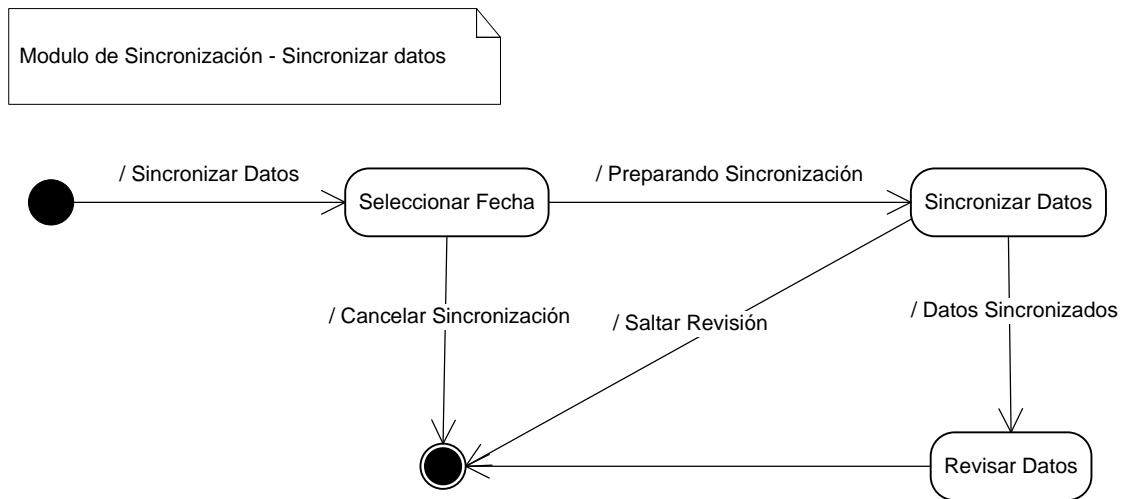 Modulo de Sincronización - Sincronizar datos
/ Sincronizar Datos
/ Preparando Sincronización
Seleccionar Fecha
Sincronizar Datos
/ Cancelar Sincronización
/ Saltar Revisión
/ Datos Sincronizados
Revisar Datos